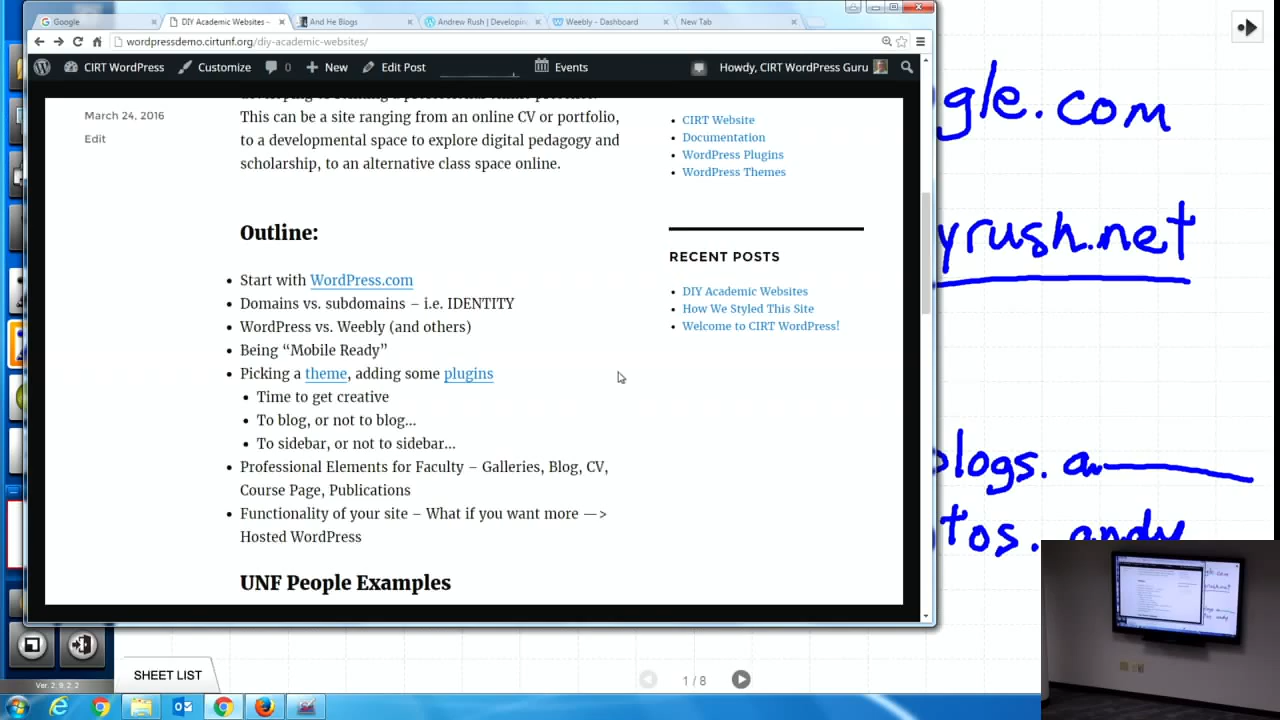 Google
DIY Academic Websites –
And He Blogs
Andrew Rush | Developin
Weebly - Dashboard
New Tab
wordpressdemo.cirtunf.org/diy-academic-websites/
CIRT WordPress
Customize
0
New
Edit Post
Events
Howdy, CIRT WordPress Guru
March 24, 2016
Edit
This can be a site ranging from an online CV or portfolio,
to a developmental space to explore digital pedagogy and
scholarship, to an alternative class space online.
Outline:
Start with WordPress.com
Domains vs. subdomains – i.e. IDENTITY
WordPress vs. Weebly (and others)
Being “Mobile Ready”
Picking a theme, adding some plugins
Time to get creative
To blog, or not to blog…
To sidebar, or not to sidebar…
Professional Elements for Faculty – Galleries, Blog, CV,
Course Page, Publications
Functionality of your site – What if you want more —>
Hosted WordPress
UNF People Examples
CIRT Website
Documentation
WordPress Plugins
WordPress Themes
RECENT POSTS
DIY Academic Websites
How We Styled This Site
Welcome to CIRT WordPress!
gle.com
yrush.net
blogs. a
tos. andy
SHEET LIST
1 / 8
Ver. 2, 9, 2, 2